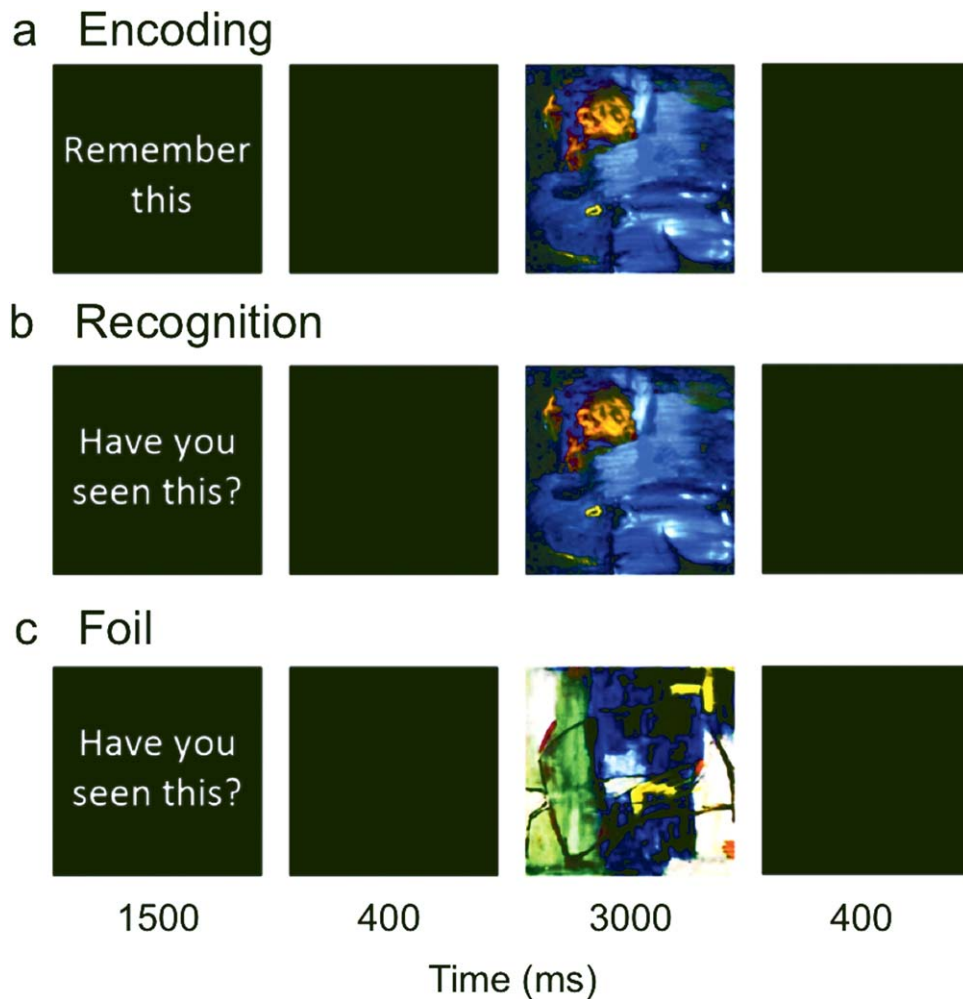 a Encoding
Remember
this
b Recognition
Have you
seen this?
c Foil
Have you
seen this?
1500 400 3000 400
Time (ms)